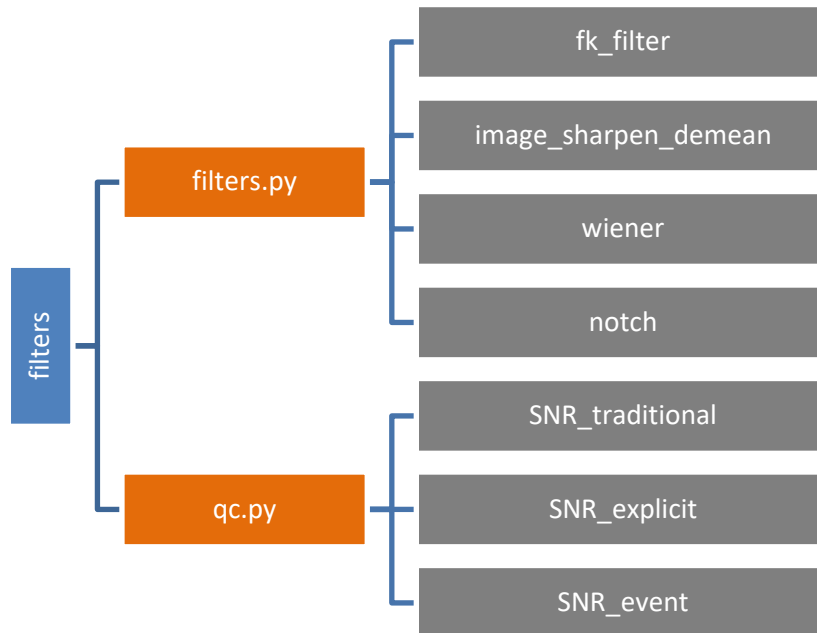 filters
filters.py
fk_filter
image_sharpen_demean
wiener
notch
qc.py
SNR_traditional
SNR_explicit
SNR_event